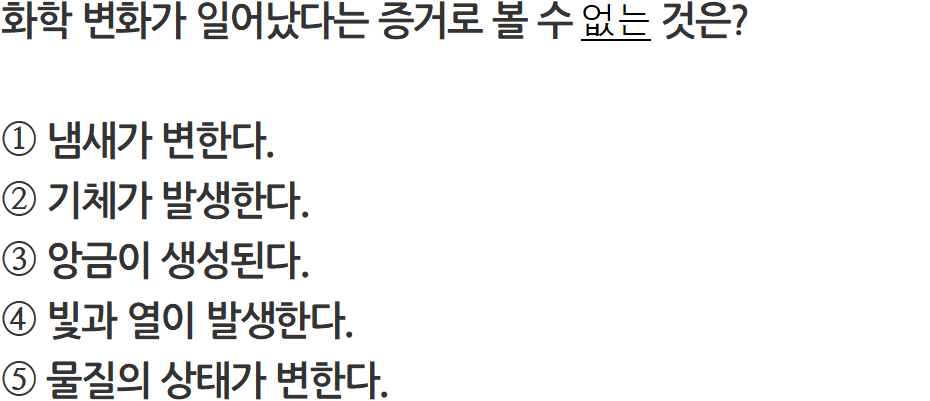 화학 변화가 일어났다는 증거로 볼 수 없는 것은?
① 냄새가 변한다.
② 기체가 발생한다.
③ 앙금이 생성된다.
④ 빛과 열이 발생한다.
⑤ 물질의 상태가 변한다.